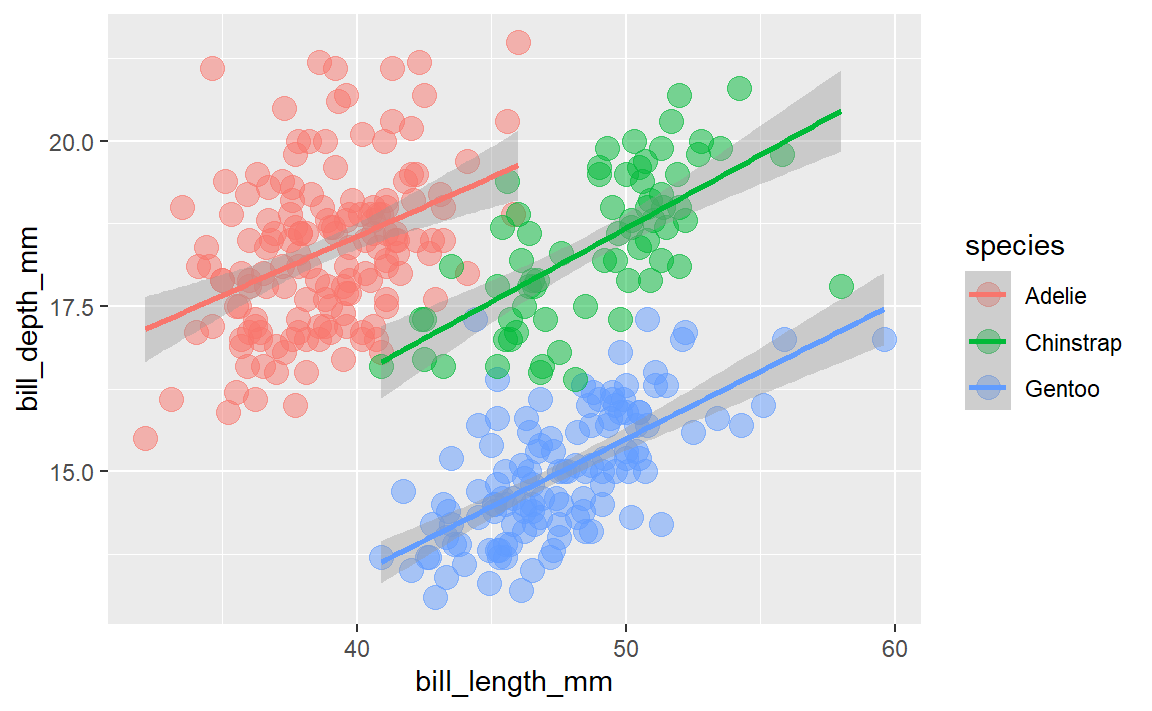 20.0
17.5
15.0
bill_depth_mm
40
50
60
bill_length_mm
species
Adelie
Chinstrap
Gentoo